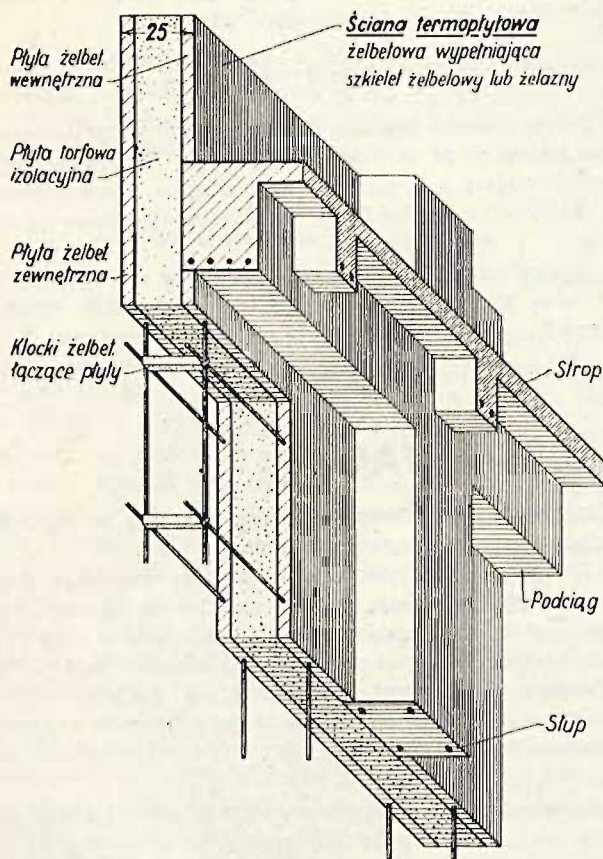 25
Ściana termopłytowa
żelbetowa wypełniająca
szkielet żelbetowy lub żelazny
Płyta żelbet.
wewnętrzna
Płyta torfowa
izolacyjna
Płyta żelbet.
zewnętrzna
Klocki żelbet.
łączące płyty
Strop
Podciąg
Słup